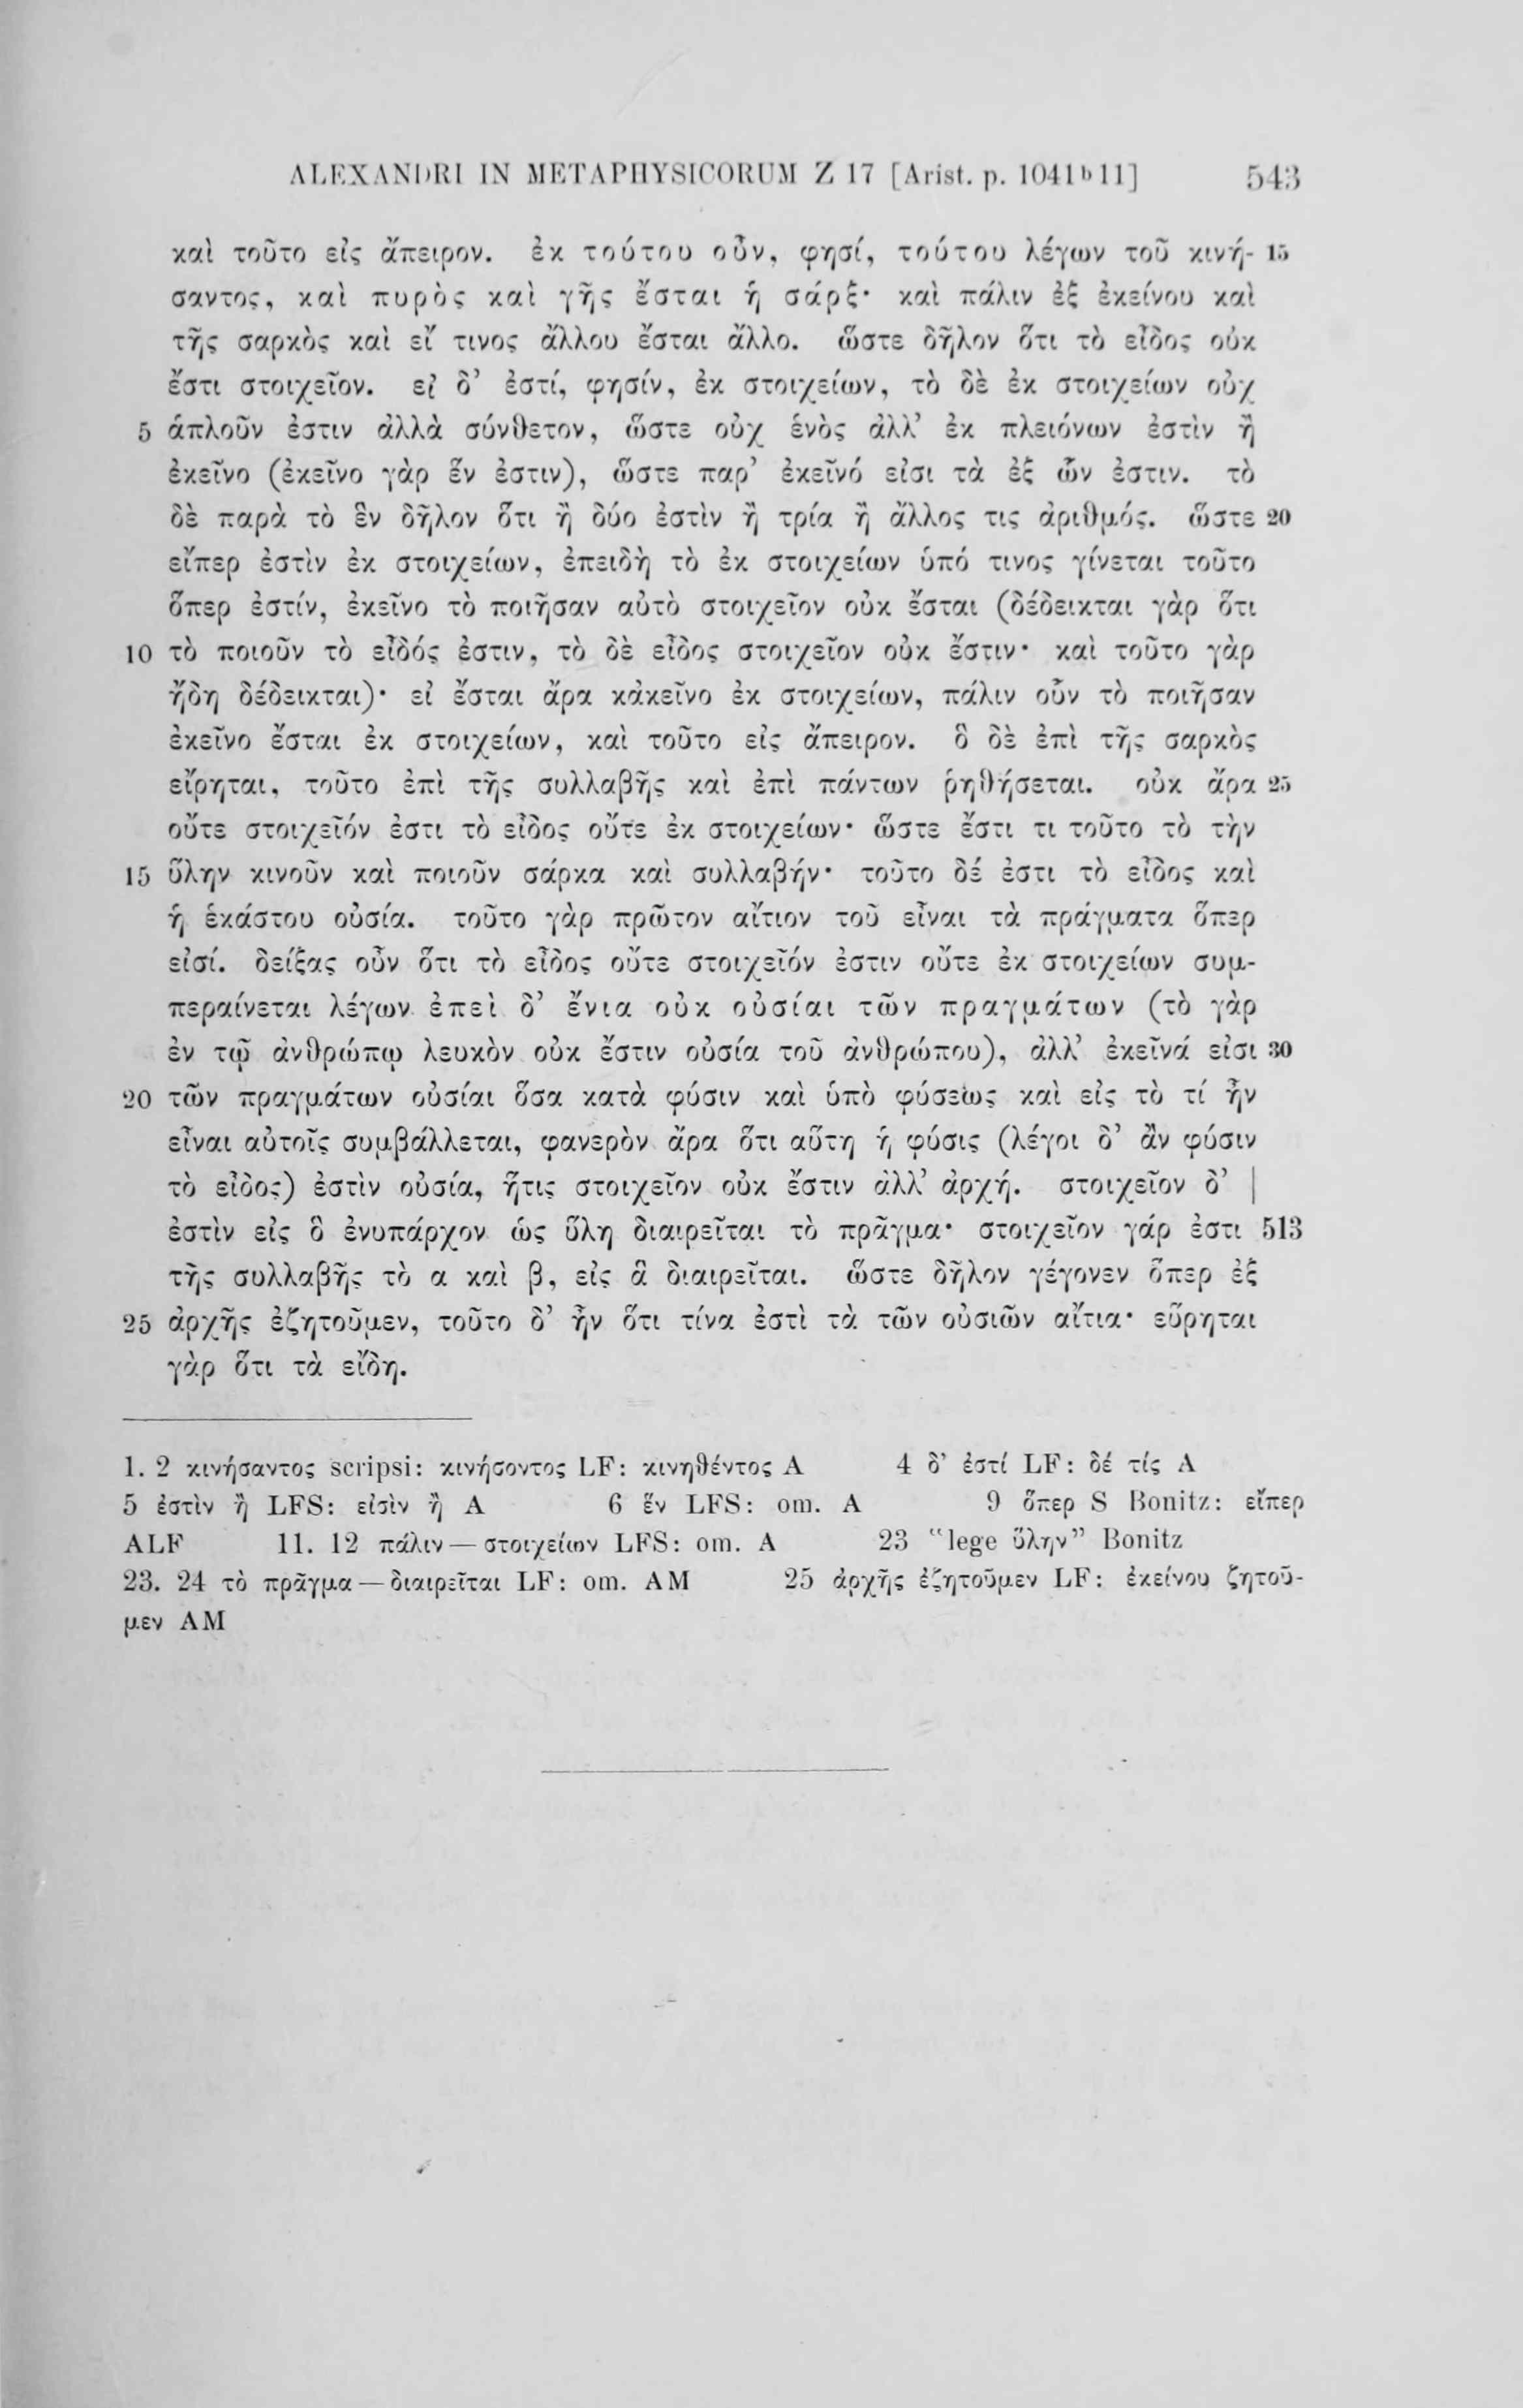 ALEXANDRI IN METAPHYSICORUM Z 17 [Arist. p. 1041ᵇ11] 543
καὶ τοῦτο εἰς ἄπειρον. ἐκ τούτου οὖν, φησί, τούτου λέγων τοῦ κινή- 15
σαντος, καὶ πυρὸς καὶ γῆς ἔσται ἡ σάρξ· καὶ πάλιν ἐξ ἐκείνου καὶ
τῆς σαρκὸς καὶ εἴ τινος ἄλλου ἔσται ἄλλο. ὥστε δῆλον ὅτι τὸ εἶδος οὐκ
ἔστι στοιχεῖον. εἰ δ’ ἐστί, φησίν, ἐκ στοιχείων, τὸ δὲ ἐκ στοιχείων οὐχ
5 ἁπλοῦν ἐστιν ἀλλὰ σύνθετον, ὥστε οὐχ ἑνὸς ἀλλ’ ἐκ πλειόνων ἐστὶν ἢ
ἐκεῖνο (ἐκεῖνο γὰρ ἕν ἐστιν), ὥστε παρ’ ἐκεῖνό εἰσι τὰ ἐξ ὧν ἐστιν. τὸ
δὲ παρὰ τὸ ἓν δῆλον ὅτι ἢ δύο ἐστὶν ἢ τρία ἢ ἄλλος τις ἀριθμός. ὥστε 20
εἴπερ ἐστὶν ἐκ στοιχείων, ἐπειδὴ τὸ ἐκ στοιχείων ὑπό τινος γίνεται τοῦτο
ὅπερ ἐστίν, ἐκεῖνο τὸ ποιῆσαν αὐτὸ στοιχεῖον οὐκ ἔσται (δέδεικται γὰρ ὅτι
10 τὸ ποιοῦν τὸ εἶδός ἐστιν, τὸ δὲ εἶδος στοιχεῖον οὐκ ἔστιν· καὶ τοῦτο γὰρ
ἤδη δέδεικται)· εἰ ἔσται ἄρα κἀκεῖνο ἐκ στοιχείων, πάλιν οὖν τὸ ποιῆσαν
ἐκεῖνο ἔσται ἐκ στοιχείων, καὶ τοῦτο εἰς ἄπειρον. ὃ δὲ ἐπὶ τῆς σαρκὸς
εἴρηται, τοῦτο ἐπὶ τῆς συλλαβῆς καὶ ἐπὶ πάντων ῥηθήσεται. οὐκ ἄρα 25
οὔτε στοιχεῖόν ἐστι τὸ εἶδος οὔτε ἐκ στοιχείων· ὥστε ἔστι τι τοῦτο τὸ τὴν
15 ὕλην κινοῦν καὶ ποιοῦν σάρκα καὶ συλλαβήν· τοῦτο δέ ἐστι τὸ εἶδος καὶ
ἡ ἑκάστου οὐσία. τοῦτο γὰρ πρῶτον αἴτιον τοῦ εἶναι τὰ πράγματα ὅπερ
εἰσί. δείξας οὖν ὅτι τὸ εἶδος οὔτε στοιχεῖόν ἐστιν οὔτε ἐκ στοιχείων συμ-
περαίνεται λέγων ἐπεὶ δ’ ἔνια οὐκ οὐσίαι τῶν πραγμάτων (τὸ γὰρ
ἐν τῷ ἀνθρώπῳ λευκὸν οὐκ ἔστιν οὐσία τοῦ ἀνθρώπου), ἀλλ’ ἐκεῖνά εἰσι 30
20 τῶν πραγμάτων οὐσίαι ὅσα κατὰ φύσιν καὶ ὑπὸ φύσεως καὶ εἰς τὸ τί ἦν
εἶναι αὐτοῖς συμβάλλεται, φανερὸν ἄρα ὅτι αὕτη ἡ φύσις (λέγοι δ’ ἂν φύσιν
τὸ εἶδος) ἐστὶν οὐσία, ἥτις στοιχεῖον οὐκ ἔστιν ἀλλ’ ἀρχή. στοιχεῖον δ’ |
ἐστὶν εἰς ὃ ἐνυπάρχον ὡς ὕλη διαιρεῖται τὸ πρᾶγμα· στοιχεῖον γάρ ἐστι 513
τῆς συλλαβῆς τὸ α καὶ β, εἰς ἃ διαιρεῖται. ὥστε δῆλον γέγονεν ὅπερ ἐξ
25 ἀρχῆς ἐζητοῦμεν, τοῦτο δ’ ἦν ὅτι τίνα ἐστὶ τὰ τῶν οὐσιῶν αἴτια· εὕρηται
γὰρ ὅτι τὰ εἴδη.
1. 2 κινήσαντος scripsi: κινήσοντος LF: κινηθέντος A 4 δ’ ἐστί LF: δέ τίς A
5 ἐστὶν ἢ LFS: εἰσὶν ἢ A 6 ἕν LFS: om. A 9 ὅπερ S Bonitz: εἴπερ
ALF 11. 12 πάλιν — στοιχείων LFS: om. A 23 “lege ὕλην” Bonitz
23. 24 τὸ πρᾶγμα — διαιρεῖται LF: om. AM 25 ἀρχῆς ἐζητοῦμεν LF: ἐκείνου ζητοῦ-
μεν AM